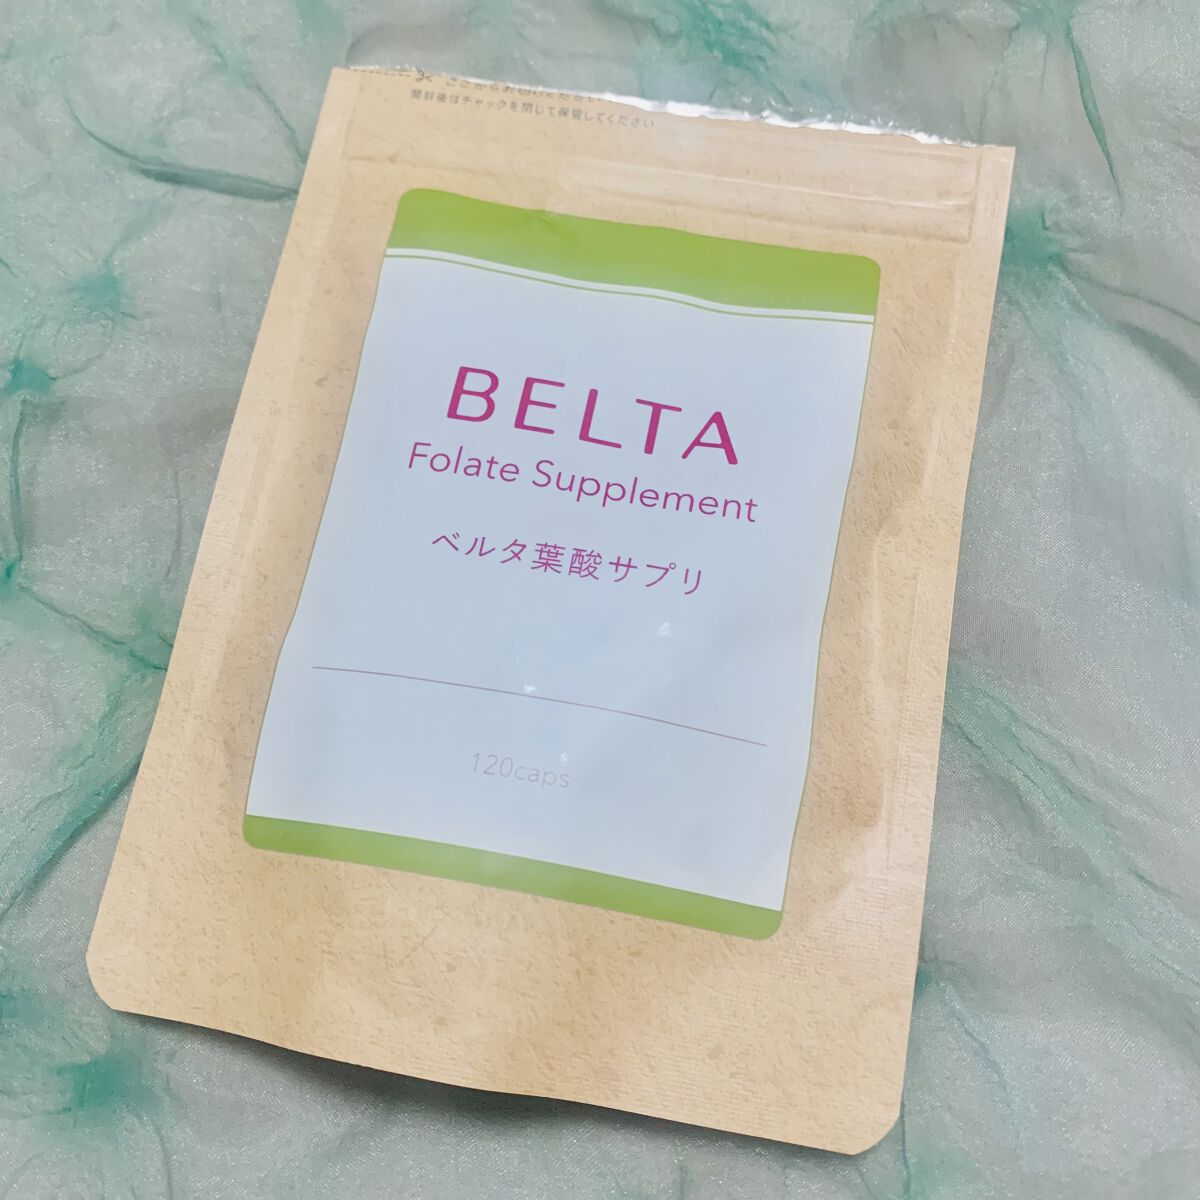 開封後はチャックを閉じて保管してください
BELTA
Folate Supplement
ベルタ葉酸サプリ
120caps